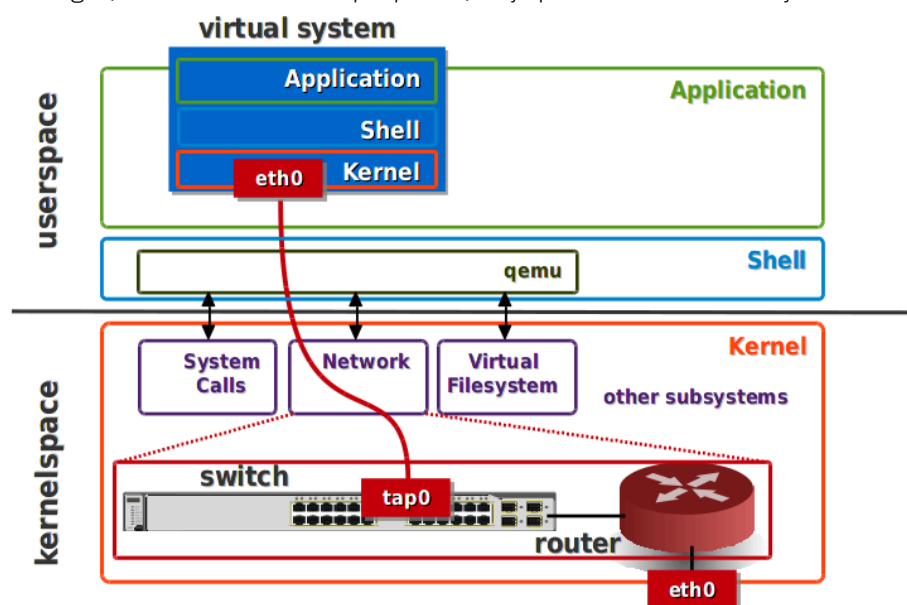 virtual system
Application
Shell
Kernel
eth0
Application
userspace
qemu
Shell
Kernel
System
Calls
Network
Virtual
Filesystem
other subsystems
kernelspace
switch
tap0
router
eth0